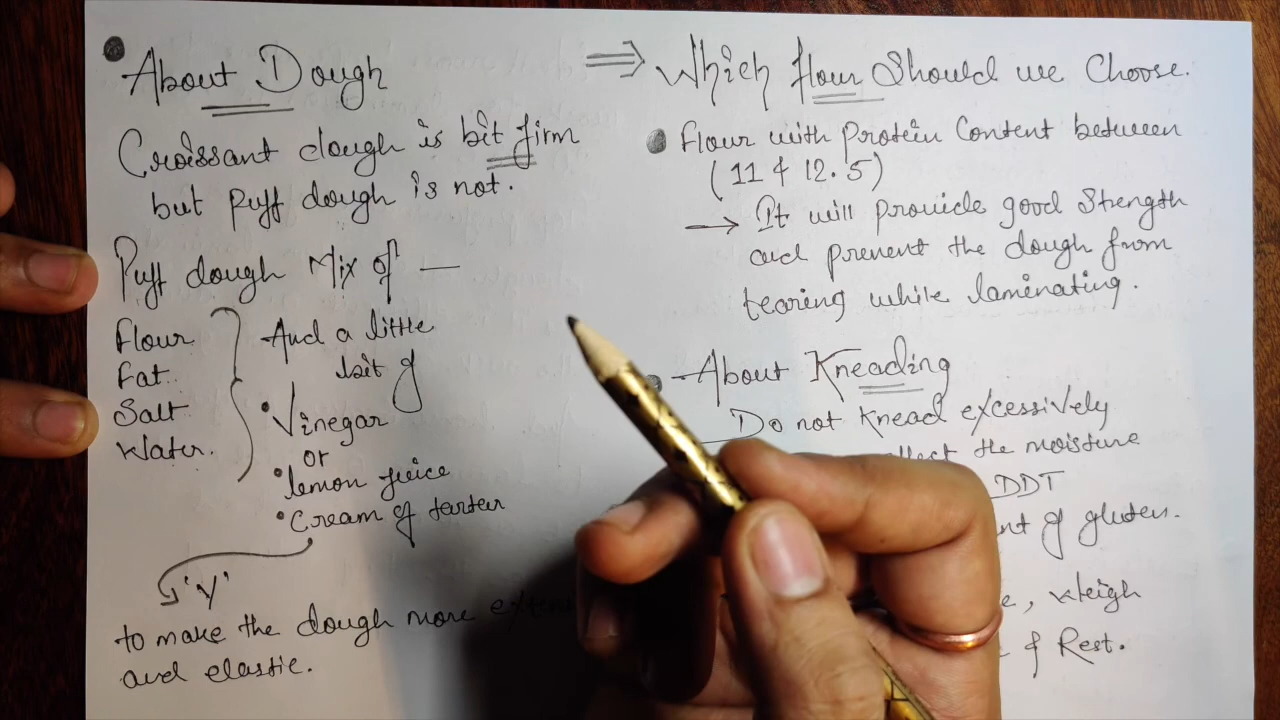 About Dough
Croissant dough is bit firm
but puff dough is not.
Puff dough Mix of —
Flour
Fat.
Salt
Water.
And a little
bit of
• Vinegar
or
• lemon juice
• Cream of tarter
'Y'
to make the dough more
and elastic.
⇒ Which flour Should we Choose.
• Flour with Protein Content between
(11 & 12.5)
→ It will provide good Strength
and prevent the dough from
tearing while laminating.
• About Kneading
Do not Knead excessively
the moisture
DDT
of gluten.
, Weigh
& Rest.